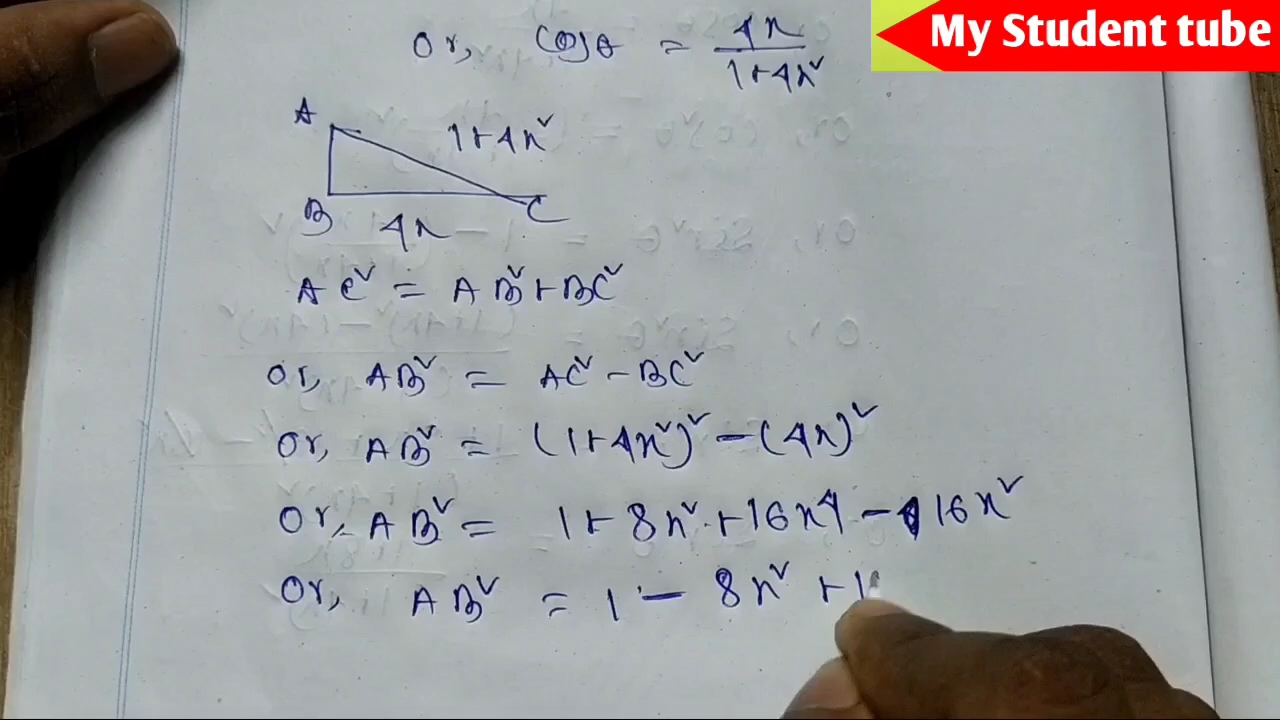 My Student tube
Or, Cosθ = 4x/1+4x²
A
1+4x²
B
C
4x
AC² = AB²+BC²
Or, AB² = AC² - BC²
Or, AB² = (1+4x²)² - (4x)²
Or, AB² = 1+8x²+16x⁴ - 16x²
Or, AB² = 1 - 8x² + 1